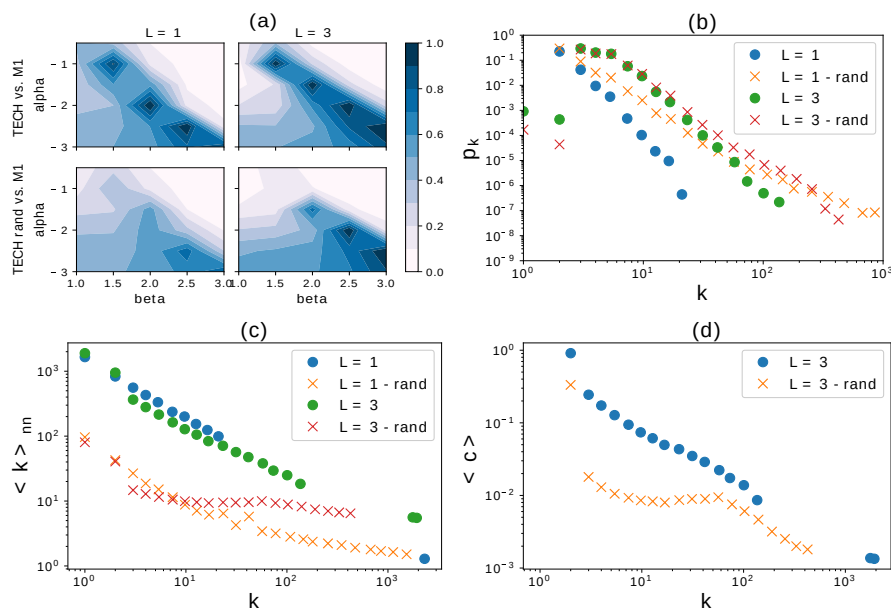 (a)
L = 1
L = 3
TECH vs. M1
alpha
− 1
− 2
− 3
TECH rand vs. M1
alpha
− 1
− 2
− 3
1.0 1.5 2.0 2.5 3.0
beta
1.0 1.5 2.0 2.5 3.0
beta
1.0
0.8
0.6
0.4
0.2
0.0
(b)
p_k
10^0
10^−1
10^−2
10^−3
10^−4
10^−5
10^−6
10^−7
10^−8
10^−9
L = 1
L = 1 - rand
L = 3
L = 3 - rand
10^0 10^1 10^2 10^3
k
(c)
< k >_nn
10^3
10^2
10^1
10^0
L = 1
L = 1 - rand
L = 3
L = 3 - rand
10^0 10^1 10^2 10^3
k
(d)
< c >
10^0
10^−1
10^−2
10^−3
L = 3
L = 3 - rand
10^0 10^1 10^2 10^3
k